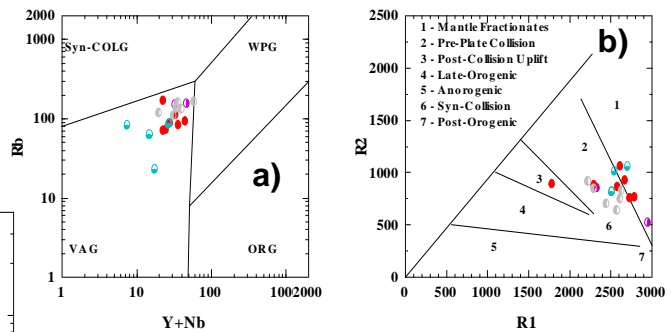 2000
1000
100
10
1
Rb
Syn-COLG
WPG
VAG
ORG
a)
1
10
100
1002000
Y+Nb
2500
2000
1500
1000
500
0
R2
b)
1 - Mantle Fractionates
2 - Pre-Plate Collision
3 - Post-Collision Uplift
4 - Late-Orogenic
5 - Anorogenic
6 - Syn-Collision
7 - Post-Orogenic
1
2
3
4
6
5
7
0
500
1000
1500
2000
2500
3000
R1